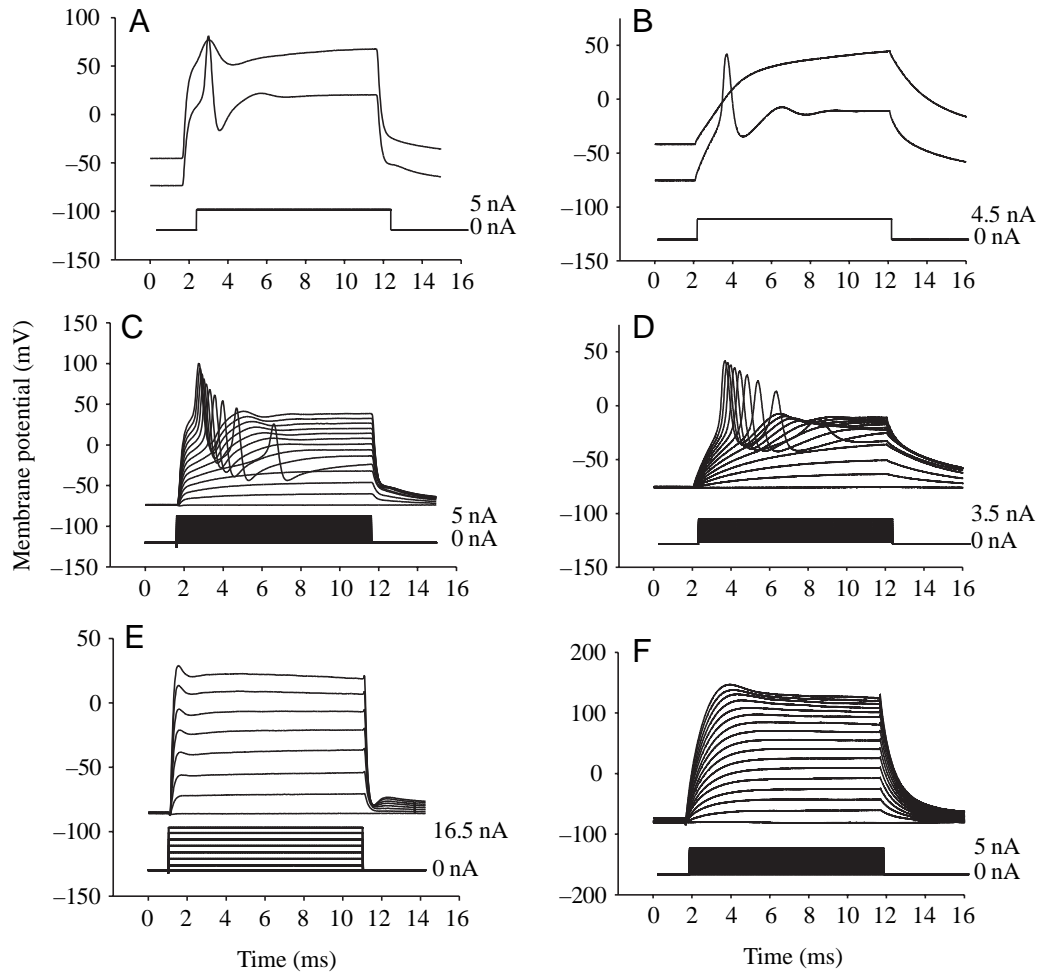 A
100
50
0
–50
–100
–150
5 nA
0 nA
0 2 4 6 8 10 12 14 16
B
50
0
–50
–100
–150
4.5 nA
0 nA
0 2 4 6 8 10 12 14 16
Membrane potential (mV)
C
150
100
50
0
–50
–100
–150
5 nA
0 nA
0 2 4 6 8 10 12 14 16
D
50
0
–50
–100
–150
3.5 nA
0 nA
0 2 4 6 8 10 12 14 16
E
50
0
–50
–100
–150
16.5 nA
0 nA
0 2 4 6 8 10 12 14 16
Time (ms)
F
200
100
0
–100
–200
5 nA
0 nA
0 2 4 6 8 10 12 14 16
Time (ms)